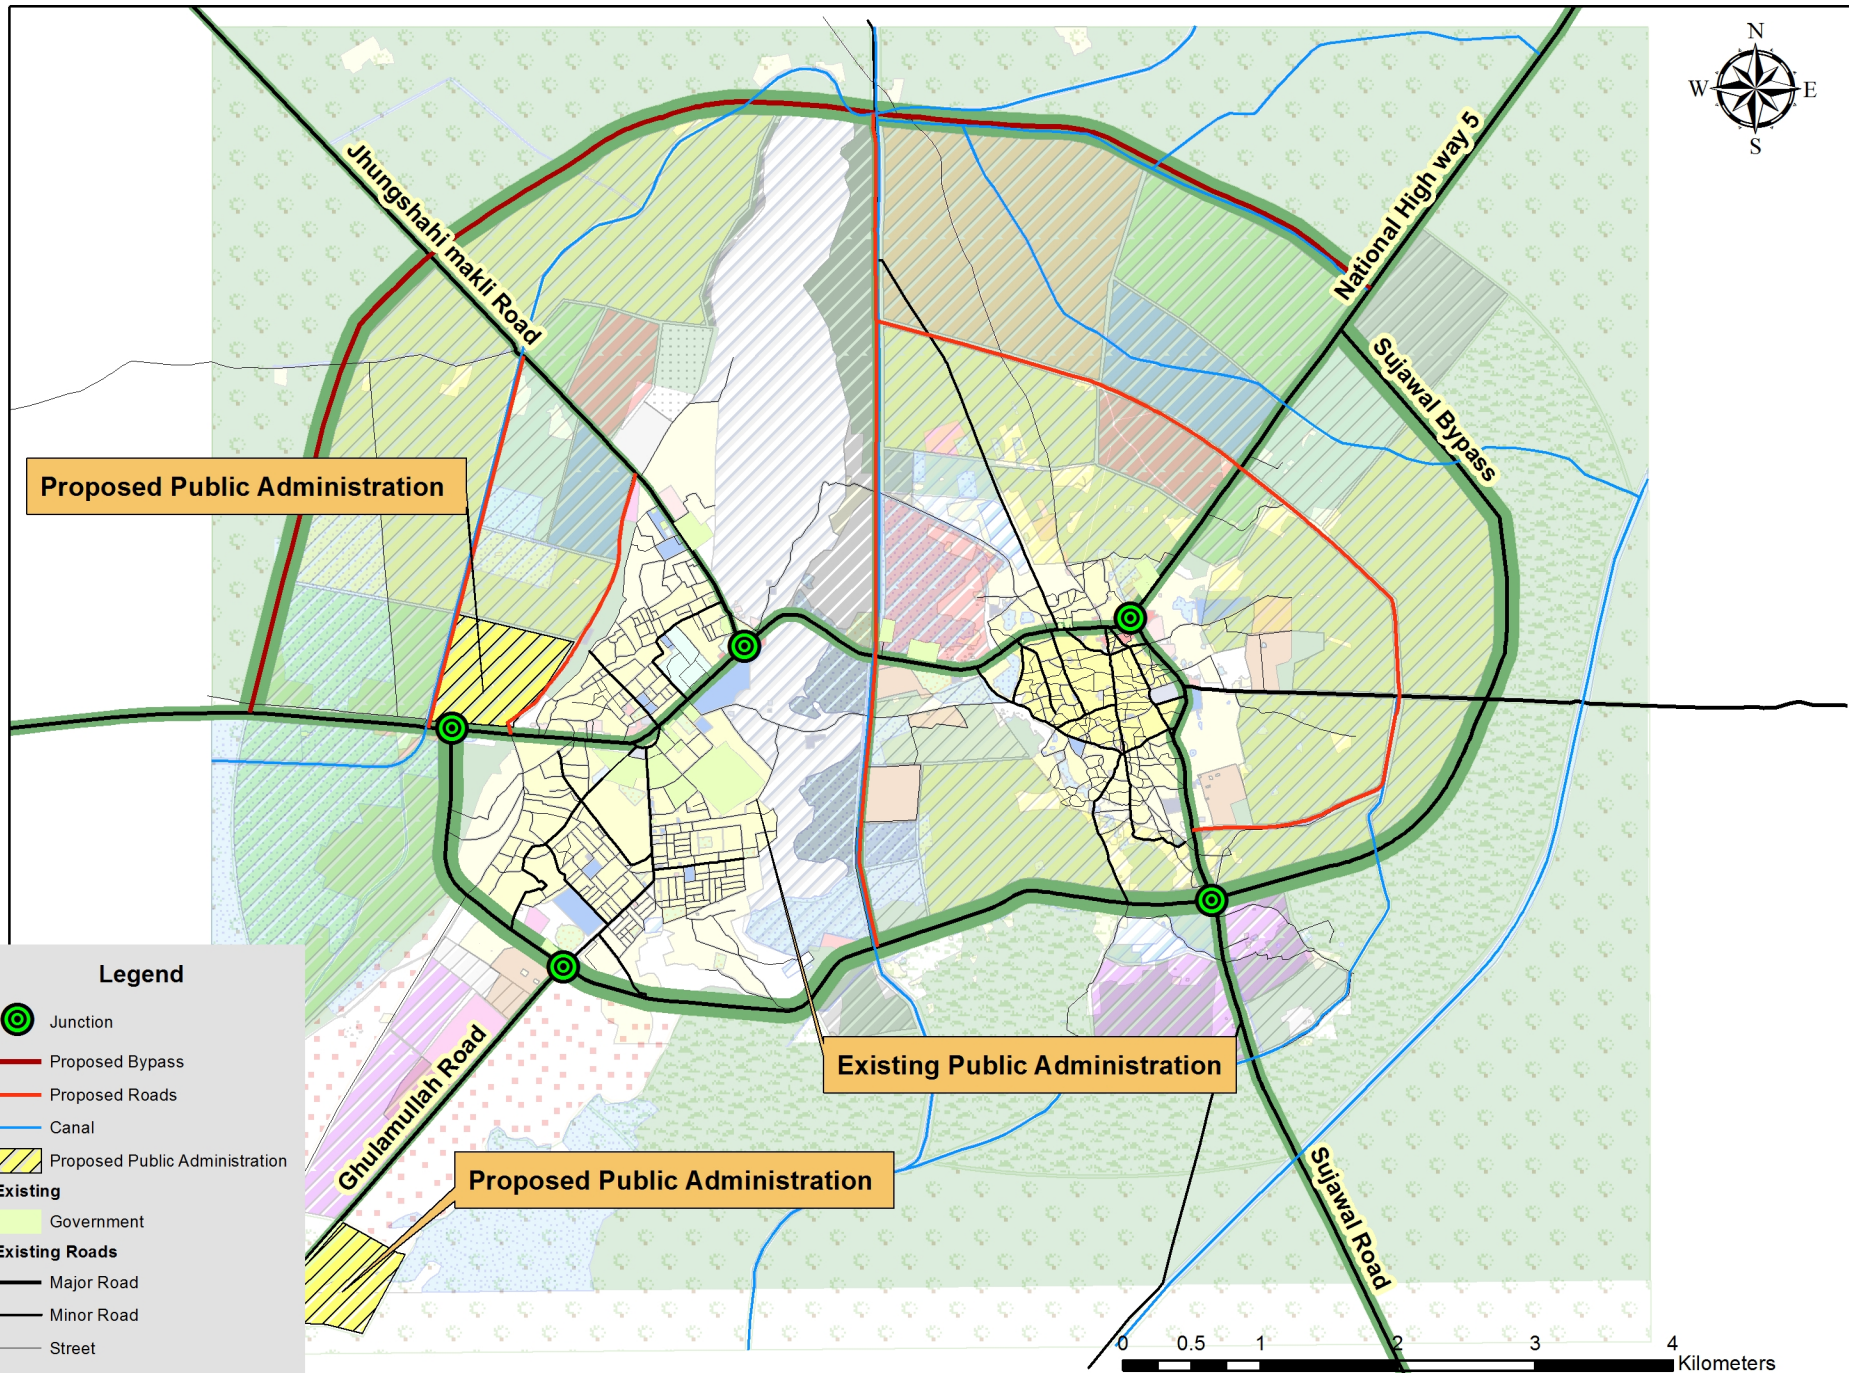 N
W E
S
Jhungshahi makli Road
National High way 5
Sujawal Bypass
Proposed Public Administration
Existing Public Administration
Ghulamullah Road
Proposed Public Administration
Sujawal Road
Legend
Junction
Proposed Bypass
Proposed Roads
Canal
Proposed Public Administration
Existing
Government
Existing Roads
Major Road
Minor Road
Street
0 0.5 1 2 3 4
Kilometers